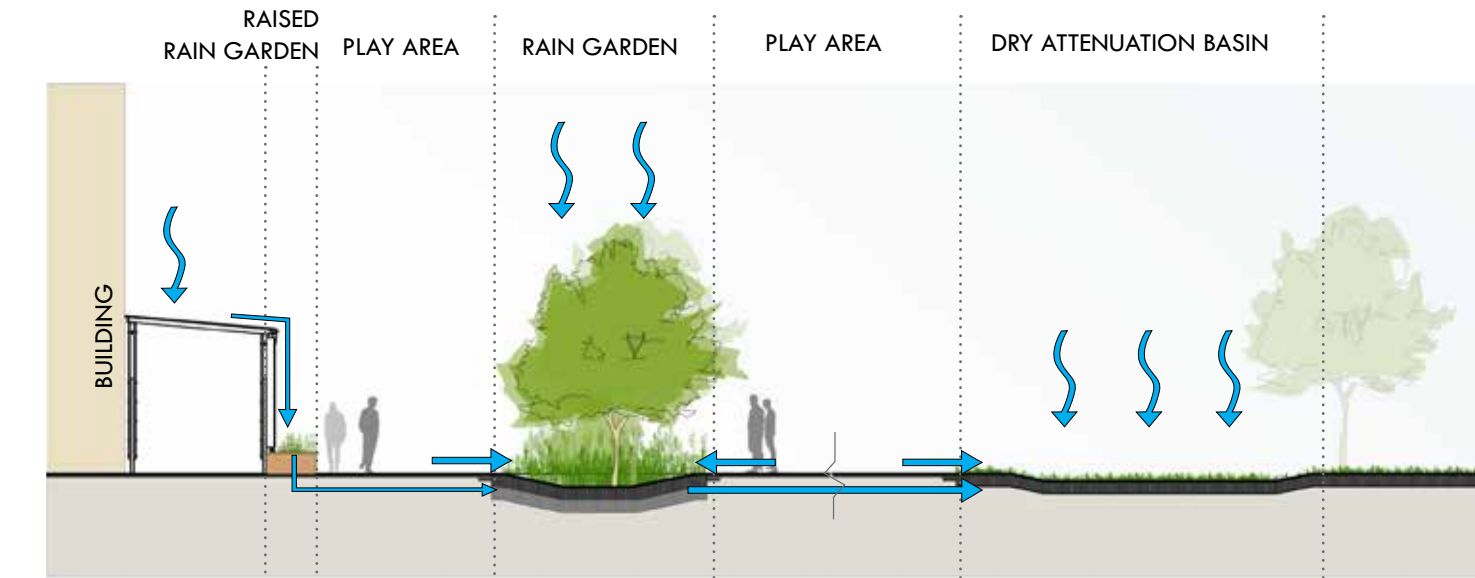 RAISED
RAIN GARDEN
PLAY AREA
RAIN GARDEN
PLAY AREA
DRY ATTENUATION BASIN
BUILDING